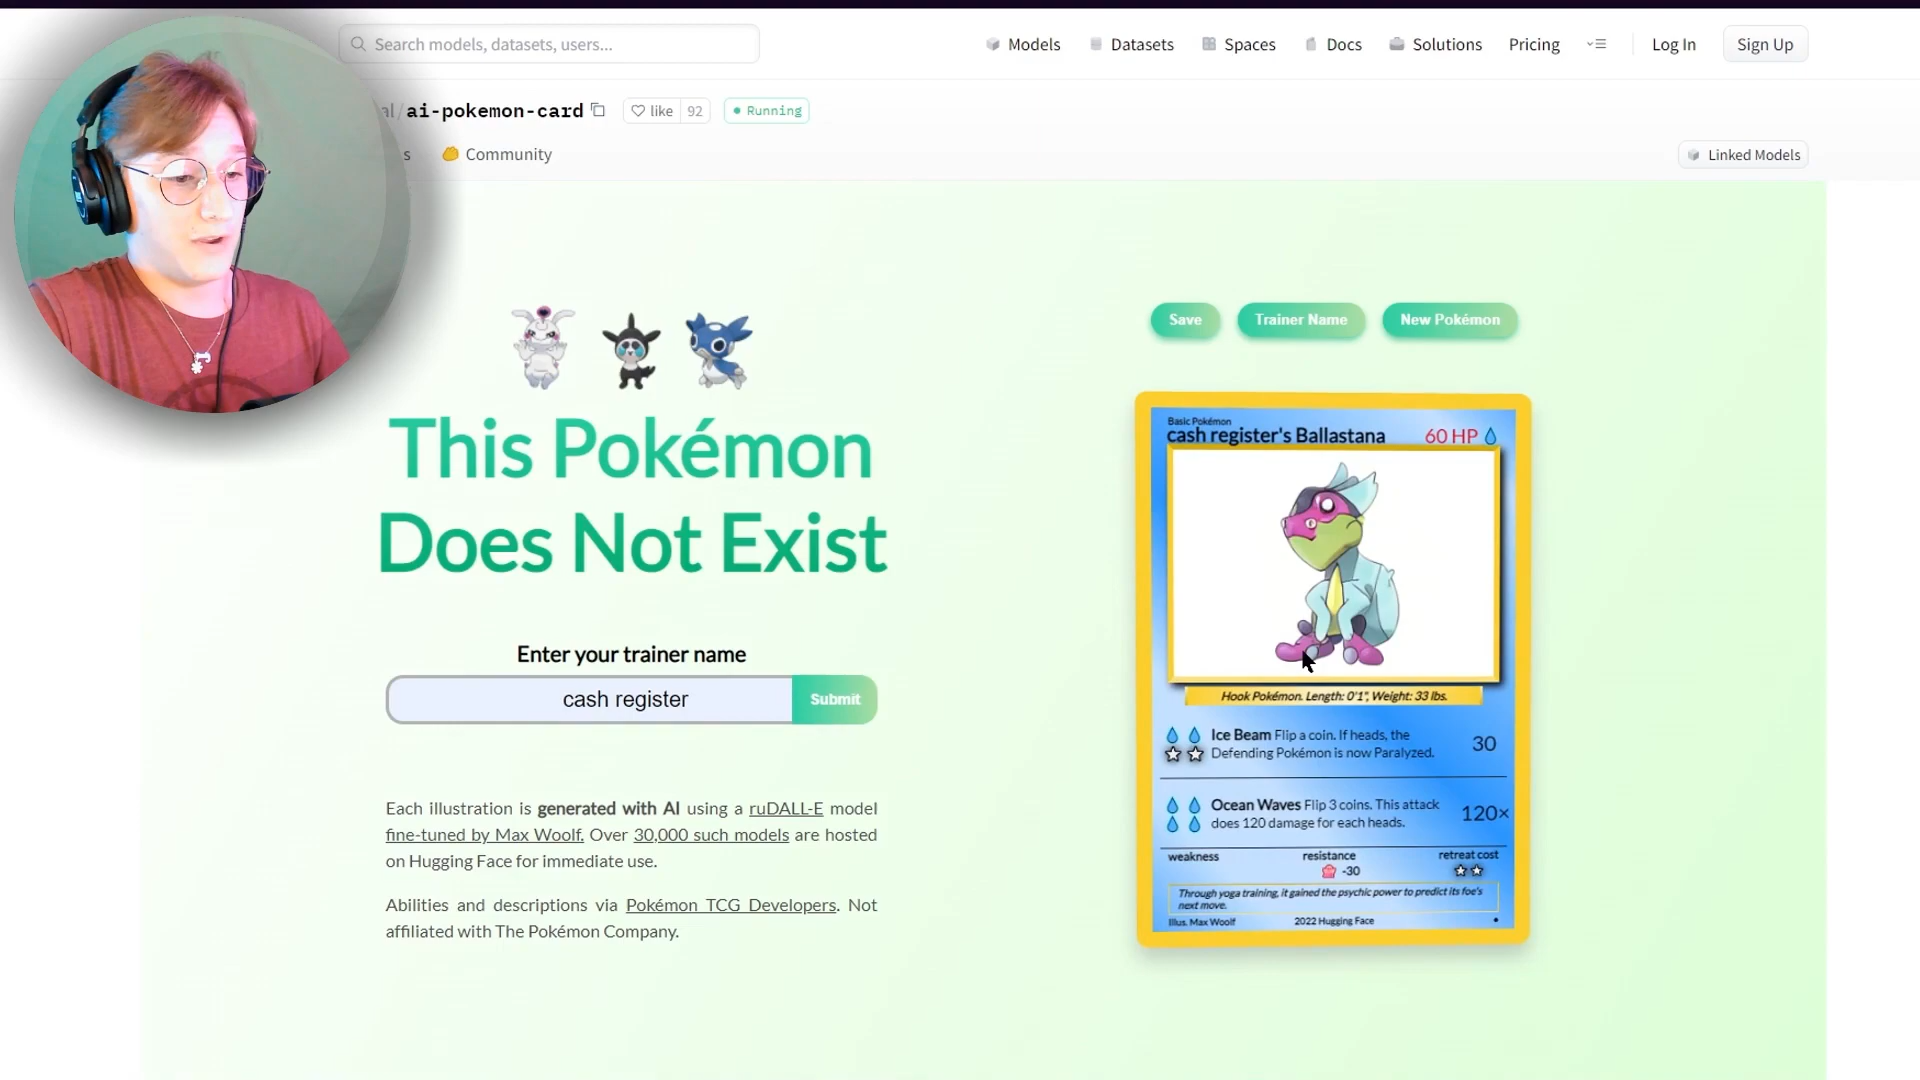 Search models, datasets, users...
Models
Datasets
Spaces
Docs
Solutions
Pricing
Log In
Sign Up
al/ai-pokemon-card
like 92
Running
s
Community
Linked Models
This Pokémon
Does Not Exist
Enter your trainer name
cash register
Submit
Each illustration is generated with AI using a ruDALL-E model
fine-tuned by Max Woolf. Over 30,000 such models are hosted
on Hugging Face for immediate use.
Abilities and descriptions via Pokémon TCG Developers. Not
affiliated with The Pokémon Company.
Save
Trainer Name
New Pokémon
Basic Pokémon
cash register's Ballastana 60 HP
Hook Pokémon. Length: 0'1", Weight: 33 lbs.
Ice Beam Flip a coin. If heads, the
Defending Pokémon is now Paralyzed.
30
Ocean Waves Flip 3 coins. This attack
does 120 damage for each heads.
120×
weakness resistance retreat cost
-30
Through yoga training, it gained the psychic power to predict its foe's
next move.
Illus. Max Woolf 2022 Hugging Face